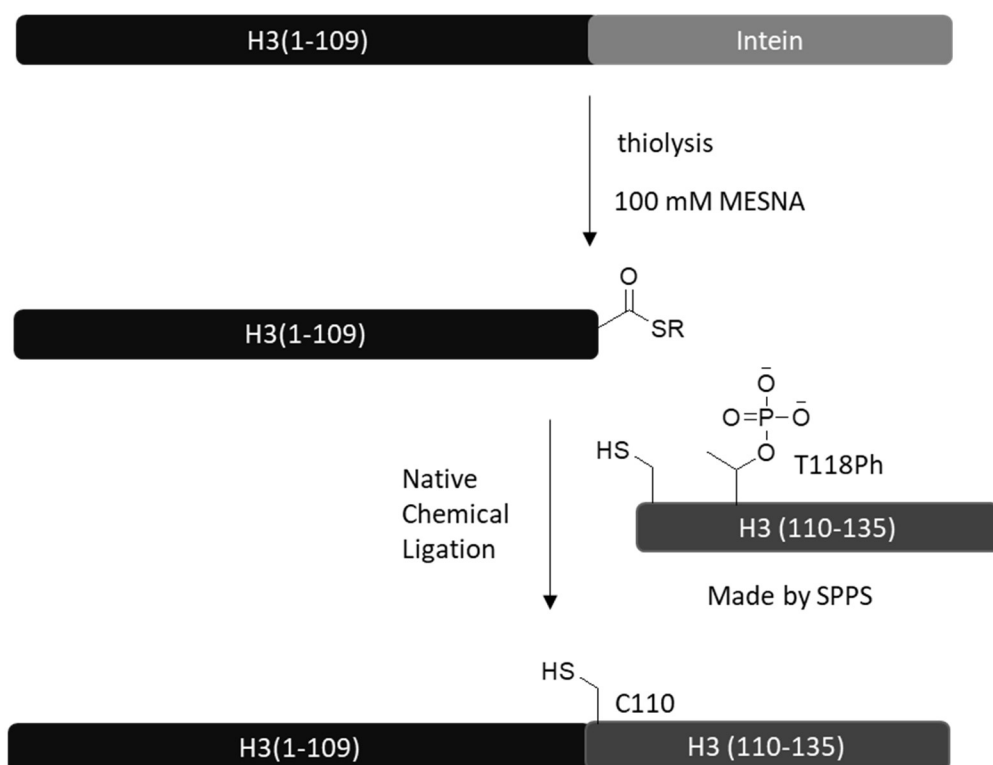 H3(1-109) Intein
thiolysis
100 mM MESNA
O
SR
H3(1-109)
O
O=P-O
O
HS
T118Ph
H3 (110-135)
Native
Chemical
Ligation
Made by SPPS
HS
C110
H3(1-109) H3 (110-135)